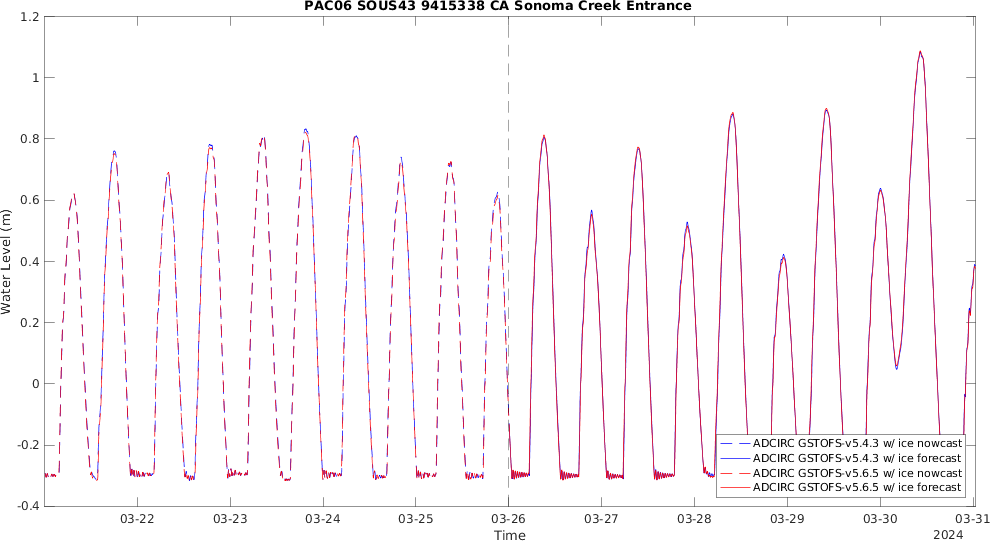 PAC06 SOUS43 9415338 CA Sonoma Creek Entrance
1.2
1
0.8
0.6
0.4
0.2
0
-0.2
-0.4
Water Level (m)
ADCIRC GSTOFS-v5.4.3 w/ ice nowcast
ADCIRC GSTOFS-v5.4.3 w/ ice forecast
ADCIRC GSTOFS-v5.6.5 w/ ice nowcast
ADCIRC GSTOFS-v5.6.5 w/ ice forecast
03-22 03-23 03-24 03-25 03-26 03-27 03-28 03-29 03-30 03-31
Time
2024